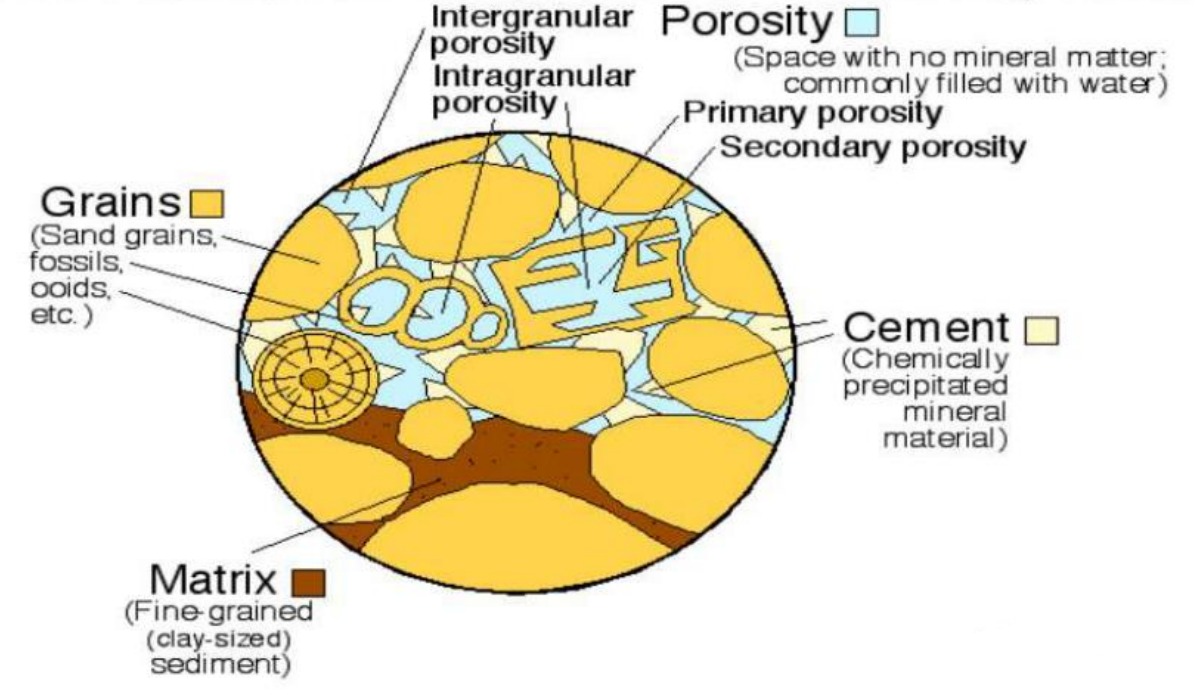 Intergranular
porosity
Intragranular
porosity
Porosity
(Space with no mineral matter;
commonly filled with water)
Primary porosity
Secondary porosity
Grains
(Sand grains,
fossils,
ooids,
etc.)
Cement
(Chemically
precipitated
mineral
material)
Matrix
(Fine-grained
(clay-sized)
sediment)